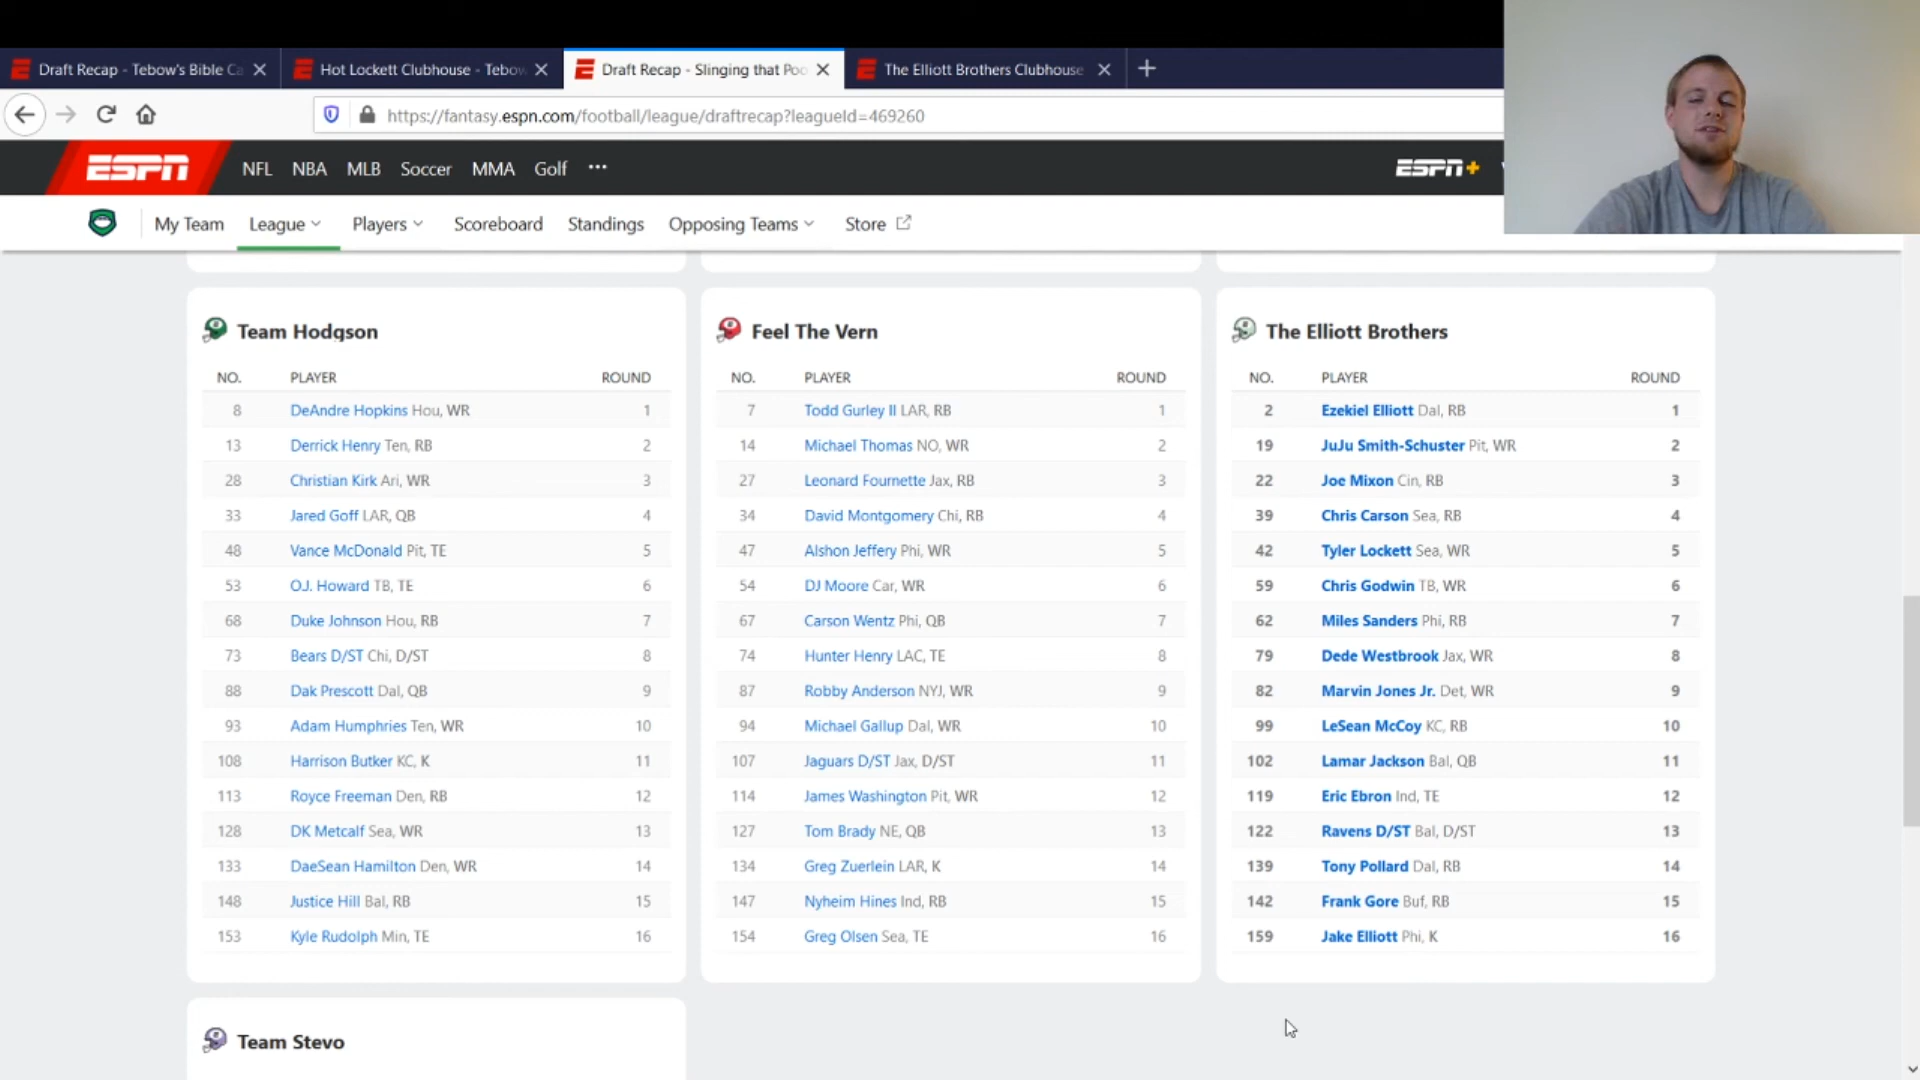 Draft Recap - Tebow's Bible Ca
Hot Lockett Clubhouse - Tebow
Draft Recap - Slinging that Poo
The Elliott Brothers Clubhouse
https://fantasy.espn.com/football/league/draftrecap?leagueId=469260
ESPN NFL NBA MLB Soccer MMA Golf ••• ESPN+
My Team League Players Scoreboard Standings Opposing Teams Store
Team Hodgson
NO. PLAYER ROUND
8 DeAndre Hopkins Hou, WR 1
13 Derrick Henry Ten, RB 2
28 Christian Kirk Ari, WR 3
33 Jared Goff LAR, QB 4
48 Vance McDonald Pit, TE 5
53 O.J. Howard TB, TE 6
68 Duke Johnson Hou, RB 7
73 Bears D/ST Chi, D/ST 8
88 Dak Prescott Dal, QB 9
93 Adam Humphries Ten, WR 10
108 Harrison Butker KC, K 11
113 Royce Freeman Den, RB 12
128 DK Metcalf Sea, WR 13
133 DaeSean Hamilton Den, WR 14
148 Justice Hill Bal, RB 15
153 Kyle Rudolph Min, TE 16
Feel The Vern
NO. PLAYER ROUND
7 Todd Gurley II LAR, RB 1
14 Michael Thomas NO, WR 2
27 Leonard Fournette Jax, RB 3
34 David Montgomery Chi, RB 4
47 Alshon Jeffery Phi, WR 5
54 DJ Moore Car, WR 6
67 Carson Wentz Phi, QB 7
74 Hunter Henry LAC, TE 8
87 Robby Anderson NYJ, WR 9
94 Michael Gallup Dal, WR 10
107 Jaguars D/ST Jax, D/ST 11
114 James Washington Pit, WR 12
127 Tom Brady NE, QB 13
134 Greg Zuerlein LAR, K 14
147 Nyheim Hines Ind, RB 15
154 Greg Olsen Sea, TE 16
The Elliott Brothers
NO. PLAYER ROUND
2 Ezekiel Elliott Dal, RB 1
19 JuJu Smith-Schuster Pit, WR 2
22 Joe Mixon Cin, RB 3
39 Chris Carson Sea, RB 4
42 Tyler Lockett Sea, WR 5
59 Chris Godwin TB, WR 6
62 Miles Sanders Phi, RB 7
79 Dede Westbrook Jax, WR 8
82 Marvin Jones Jr. Det, WR 9
99 LeSean McCoy KC, RB 10
102 Lamar Jackson Bal, QB 11
119 Eric Ebron Ind, TE 12
122 Ravens D/ST Bal, D/ST 13
139 Tony Pollard Dal, RB 14
142 Frank Gore Buf, RB 15
159 Jake Elliott Phi, K 16
Team Stevo